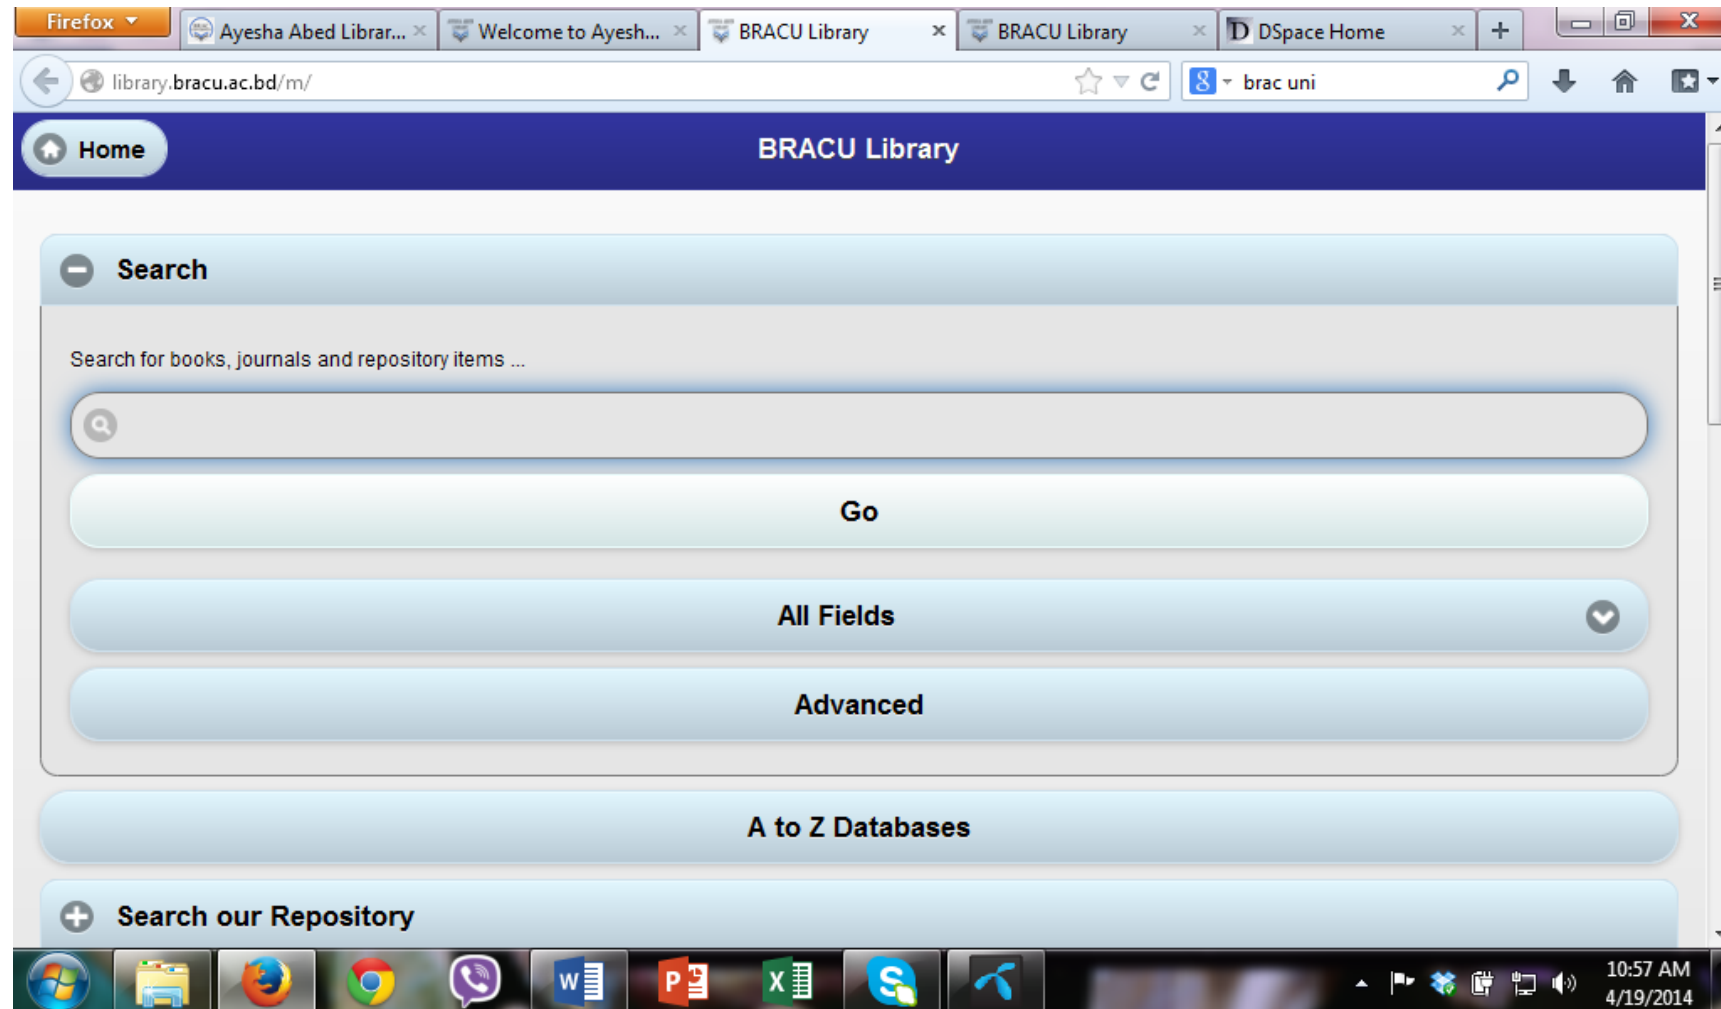 Firefox
Ayesha Abed Librar...
Welcome to Ayesh...
BRACU Library
BRACU Library
DSpace Home
library.bracu.ac.bd/m/
brac uni
Home
BRACU Library
Search
Search for books, journals and repository items ...
Go
All Fields
Advanced
A to Z Databases
Search our Repository
10:57 AM
4/19/2014